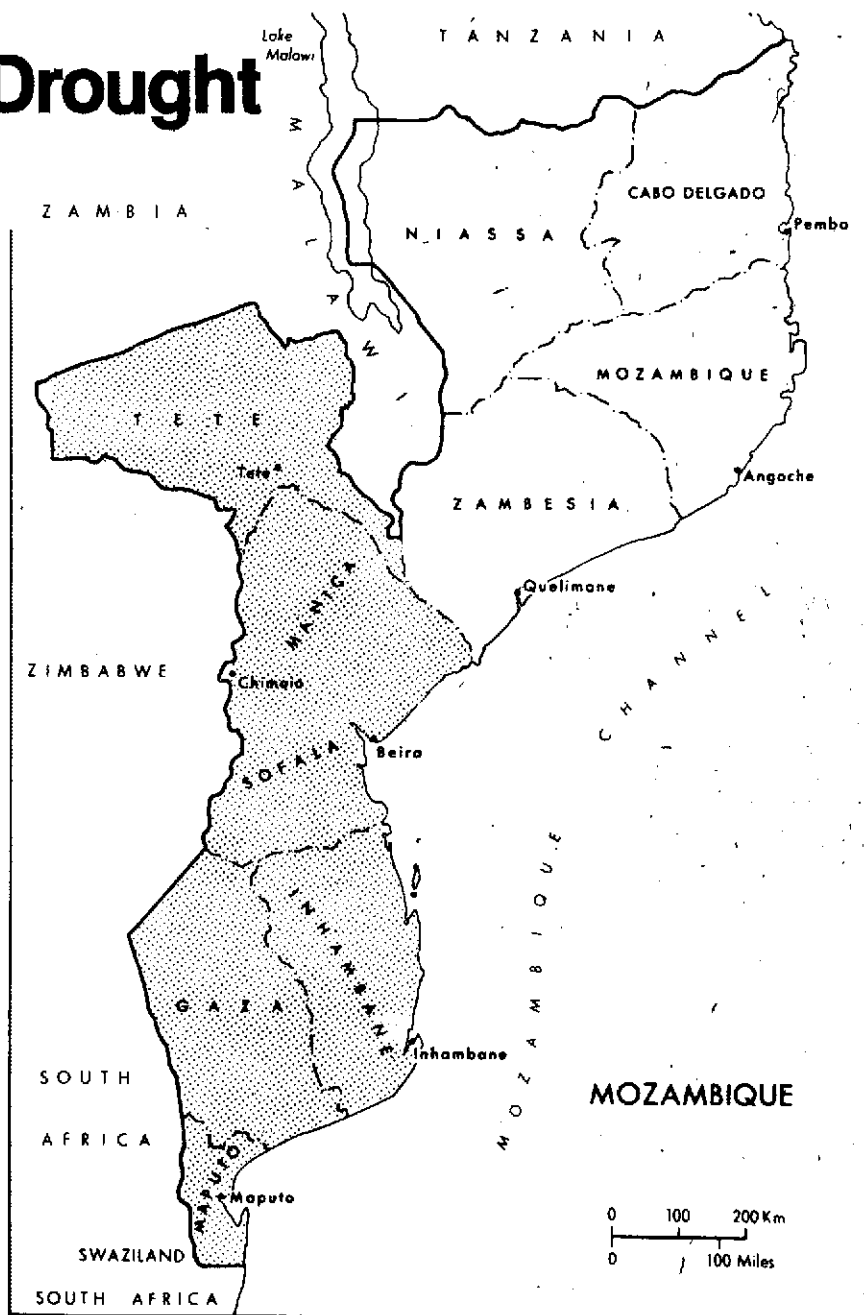 Drought
Lake
Malawi
TANZANIA
MALAW
ZAMBIA
CABO DELGADO
NIASSA
Pemba
MOZAMBIQUE
TETE
Tete
Angoche
ZAMBESIA
MANICA
Quelimane
ZIMBABWE
Chimoio
SOFALA
Beira
MOZAMBIQUE CHANNEL
INHAMBANE
GAZA
Inhambane
SOUTH
AFRICA
MOZAMBIQUE
MAPUTO
Maputo
0 100 200 Km
0 100 Miles
SWAZILAND
SOUTH AFRICA